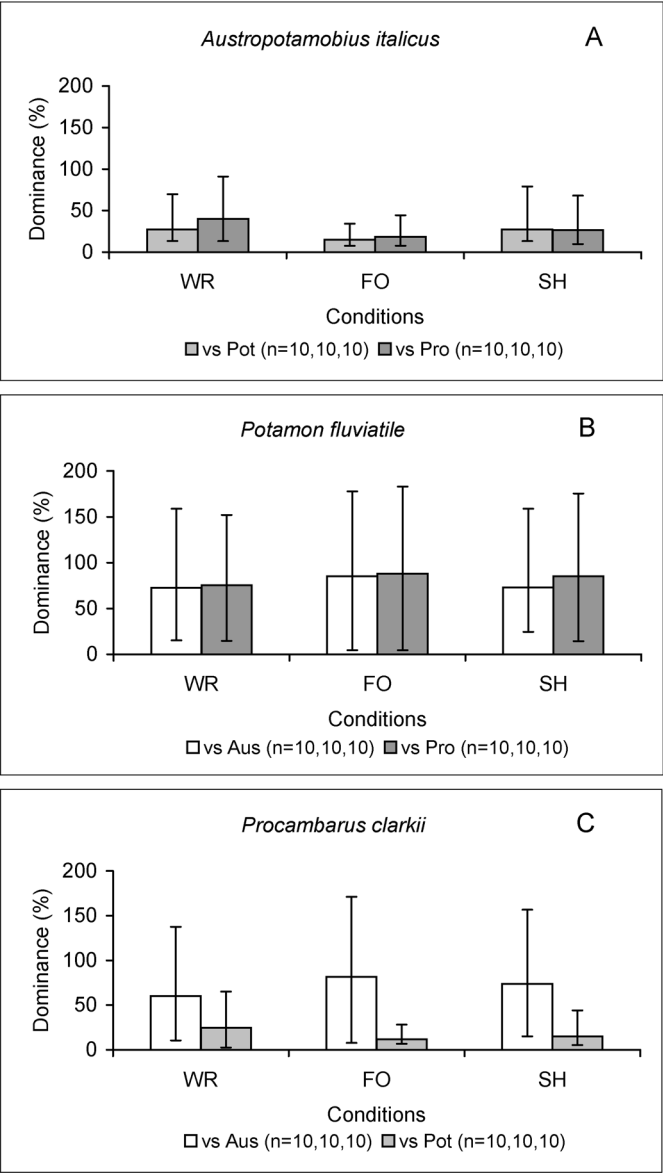 Austropotamobius italicus
A
200
150
100
50
0
Dominance (%)
WR FO SH
Conditions
vs Pot (n=10,10,10) vs Pro (n=10,10,10)
Potamon fluviatile
B
200
150
100
50
0
Dominance (%)
WR FO SH
Conditions
vs Aus (n=10,10,10) vs Pro (n=10,10,10)
Procambarus clarkii
C
200
150
100
50
0
Dominance (%)
WR FO SH
Conditions
vs Aus (n=10,10,10) vs Pot (n=10,10,10)